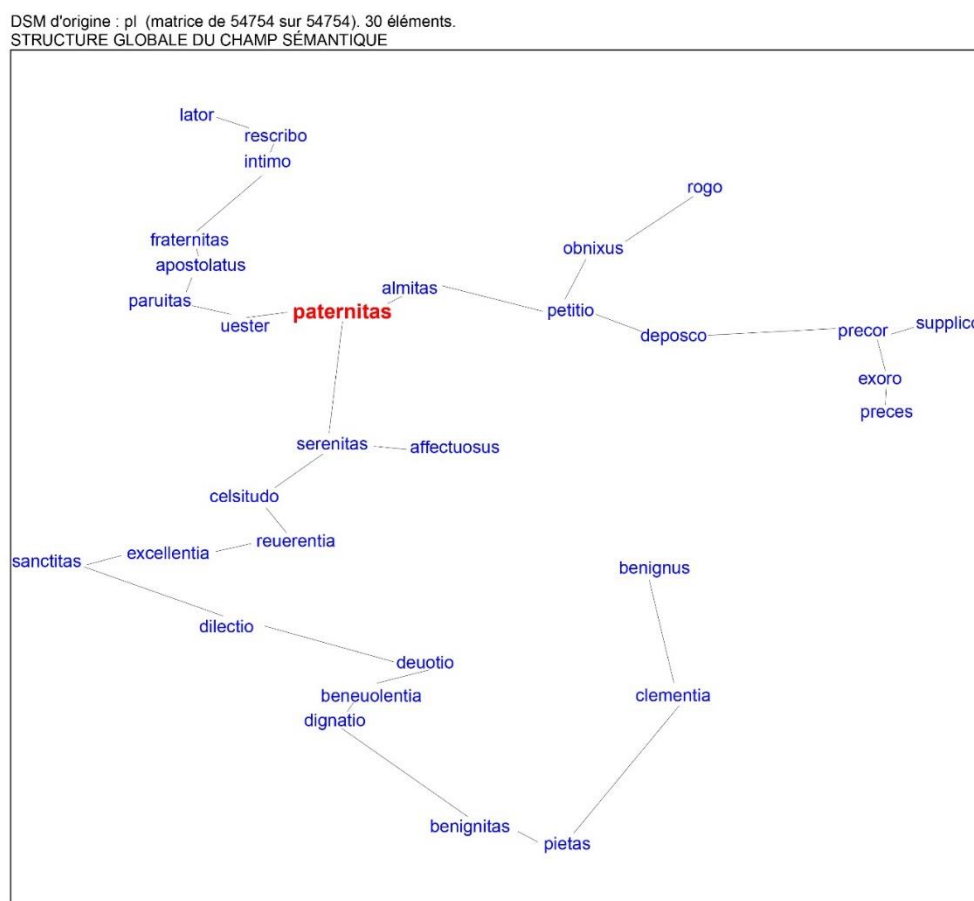 DSM d'origine : pl (matrice de 54754 sur 54754). 30 éléments.
STRUCTURE GLOBALE DU CHAMP SÉMANTIQUE
lator
rescribo
intimo
rogo
fraternitas
obnixus
apostolatus
almitas
paruitas
paternitas
petitio
uester
supplico
precor
deposco
exoro
preces
serenitas
affectuosus
celsitudo
reuerentia
excellentia
sanctitas
benignus
dilectio
deuotio
beneuolentia
clementia
dignatio
benignitas
pietas